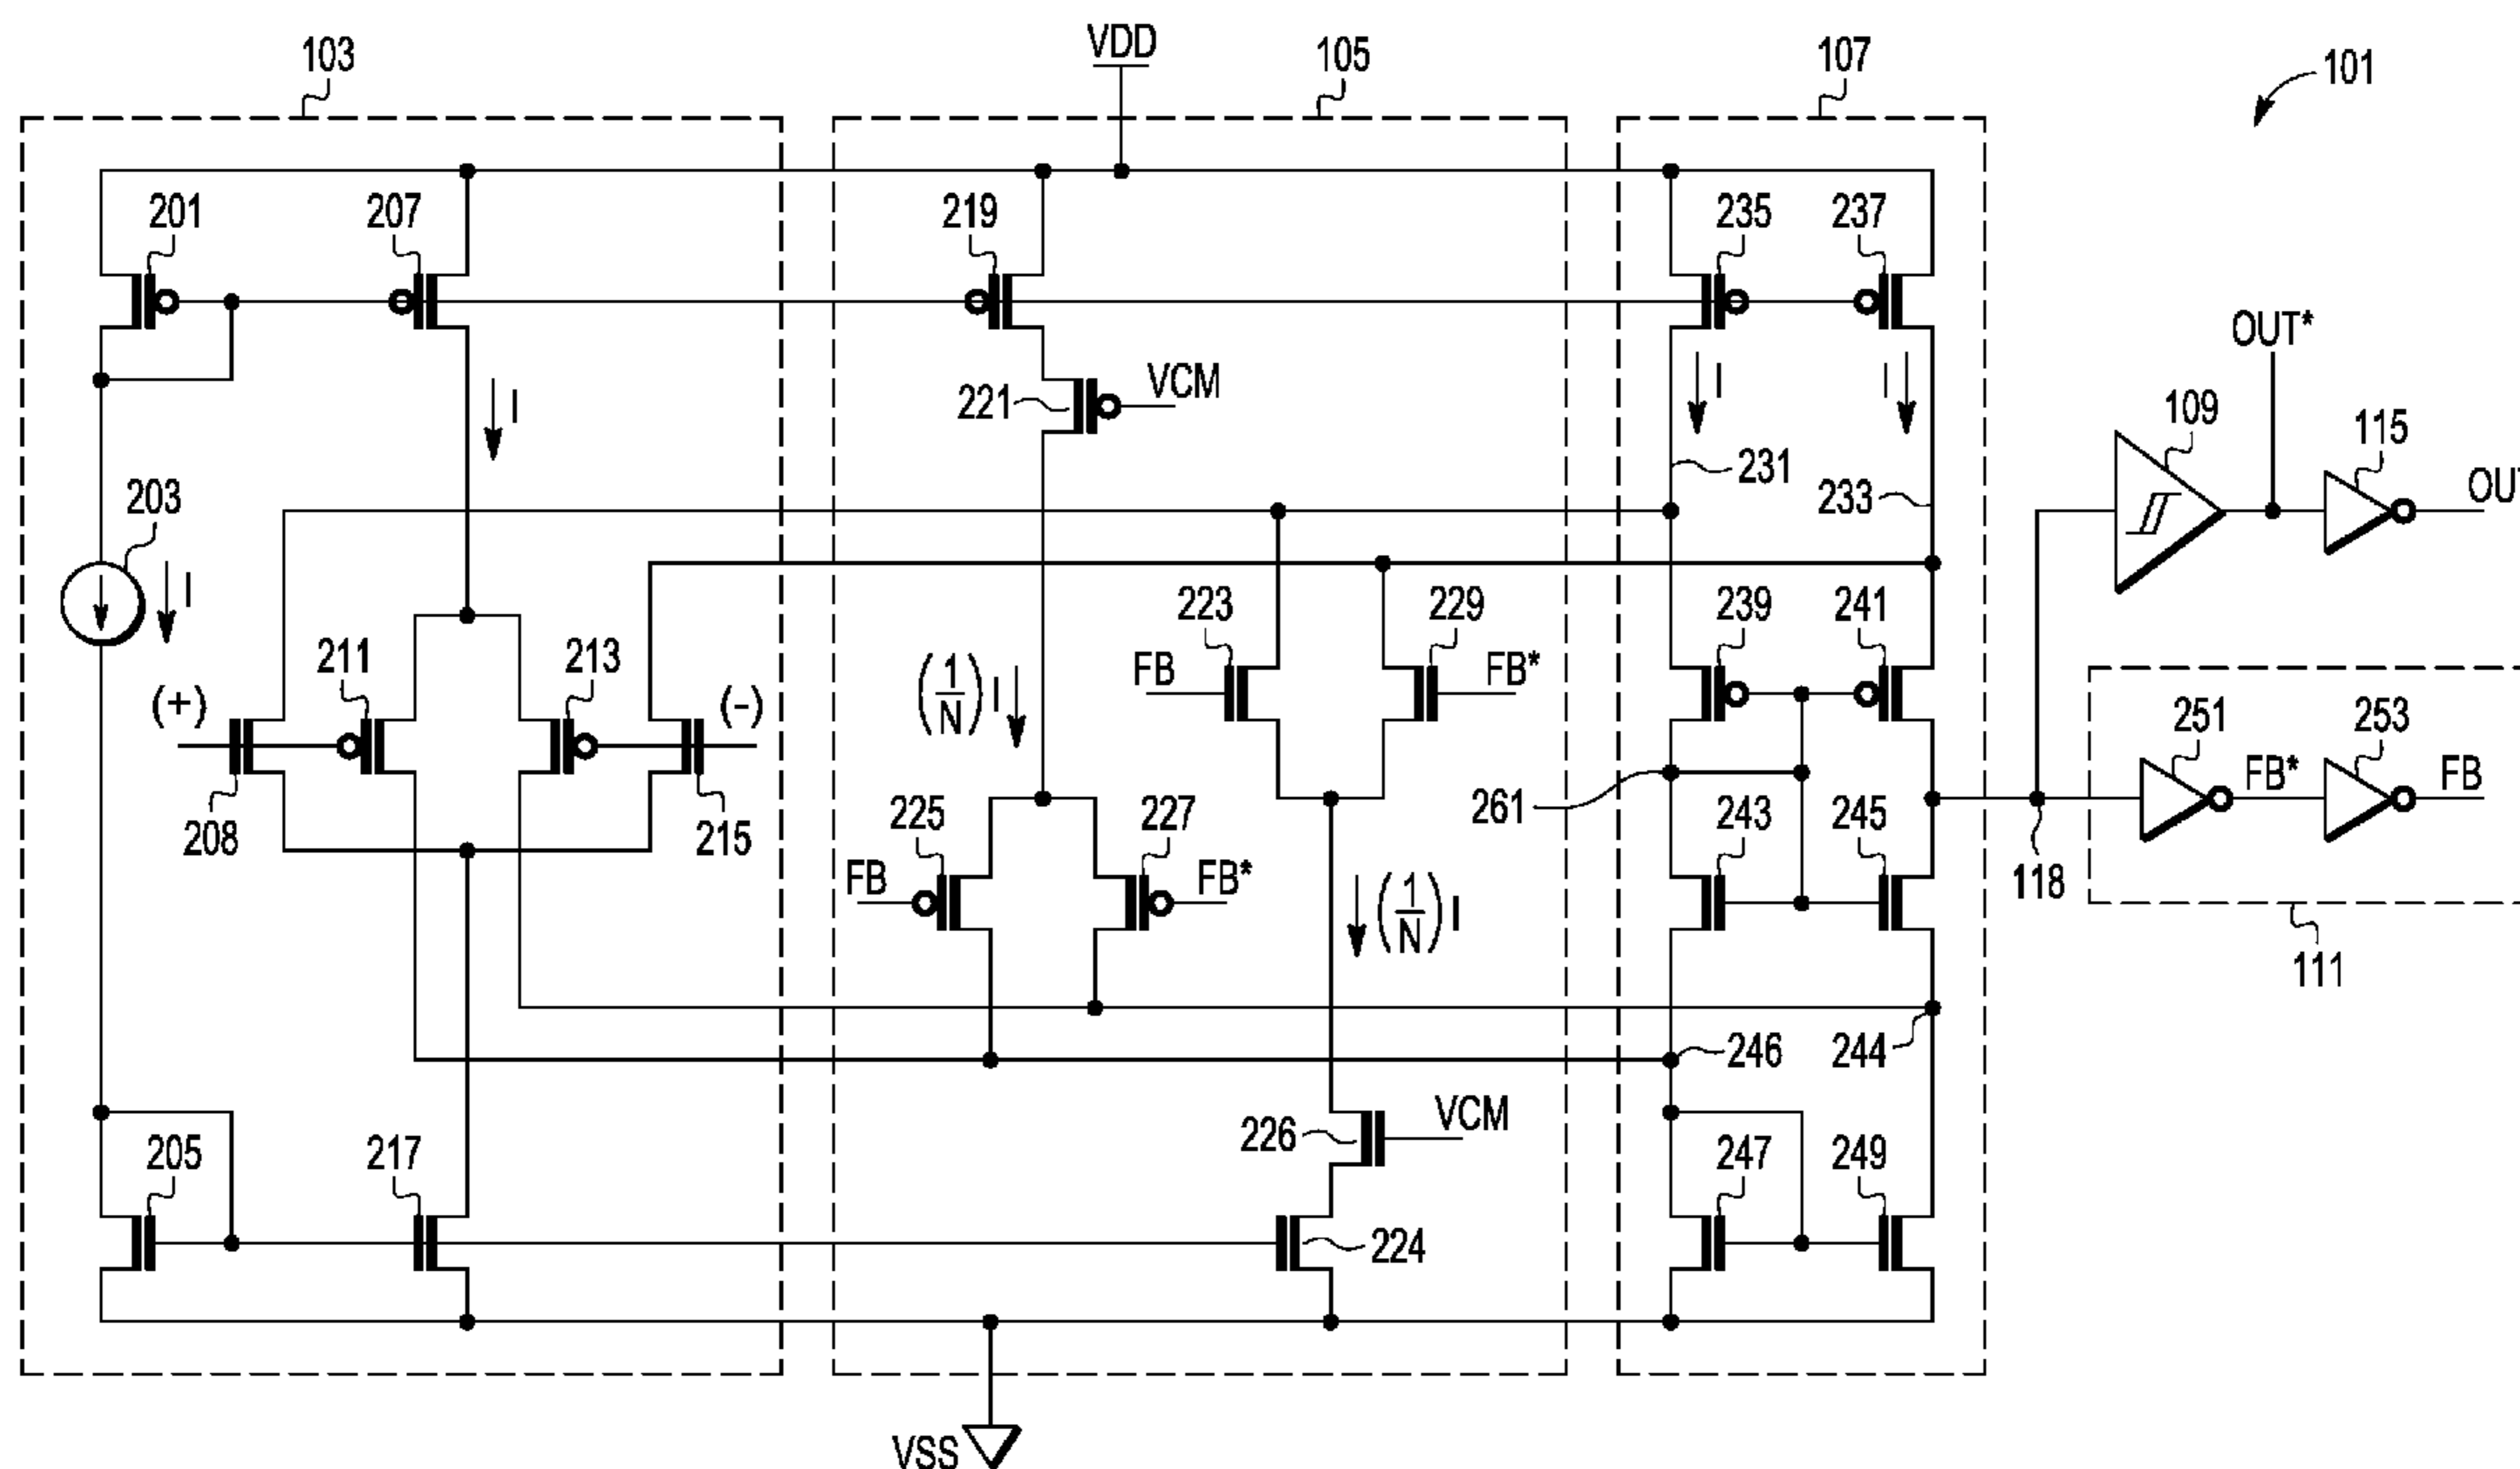 103
VDD
105
107
101
201
207
219
235
237
OUT*
221
VCM
I
I
I
109
115
231
203
233
OUT
I
223
229
239
241
211
213
(1/N)I
FB
FB*
(+)
(-)
251
253
FB*
FB
261
225
227
243
245
208
215
FB
FB*
(1/N)I
118
111
246
244
226
VCM
205
217
247
249
224
VSS